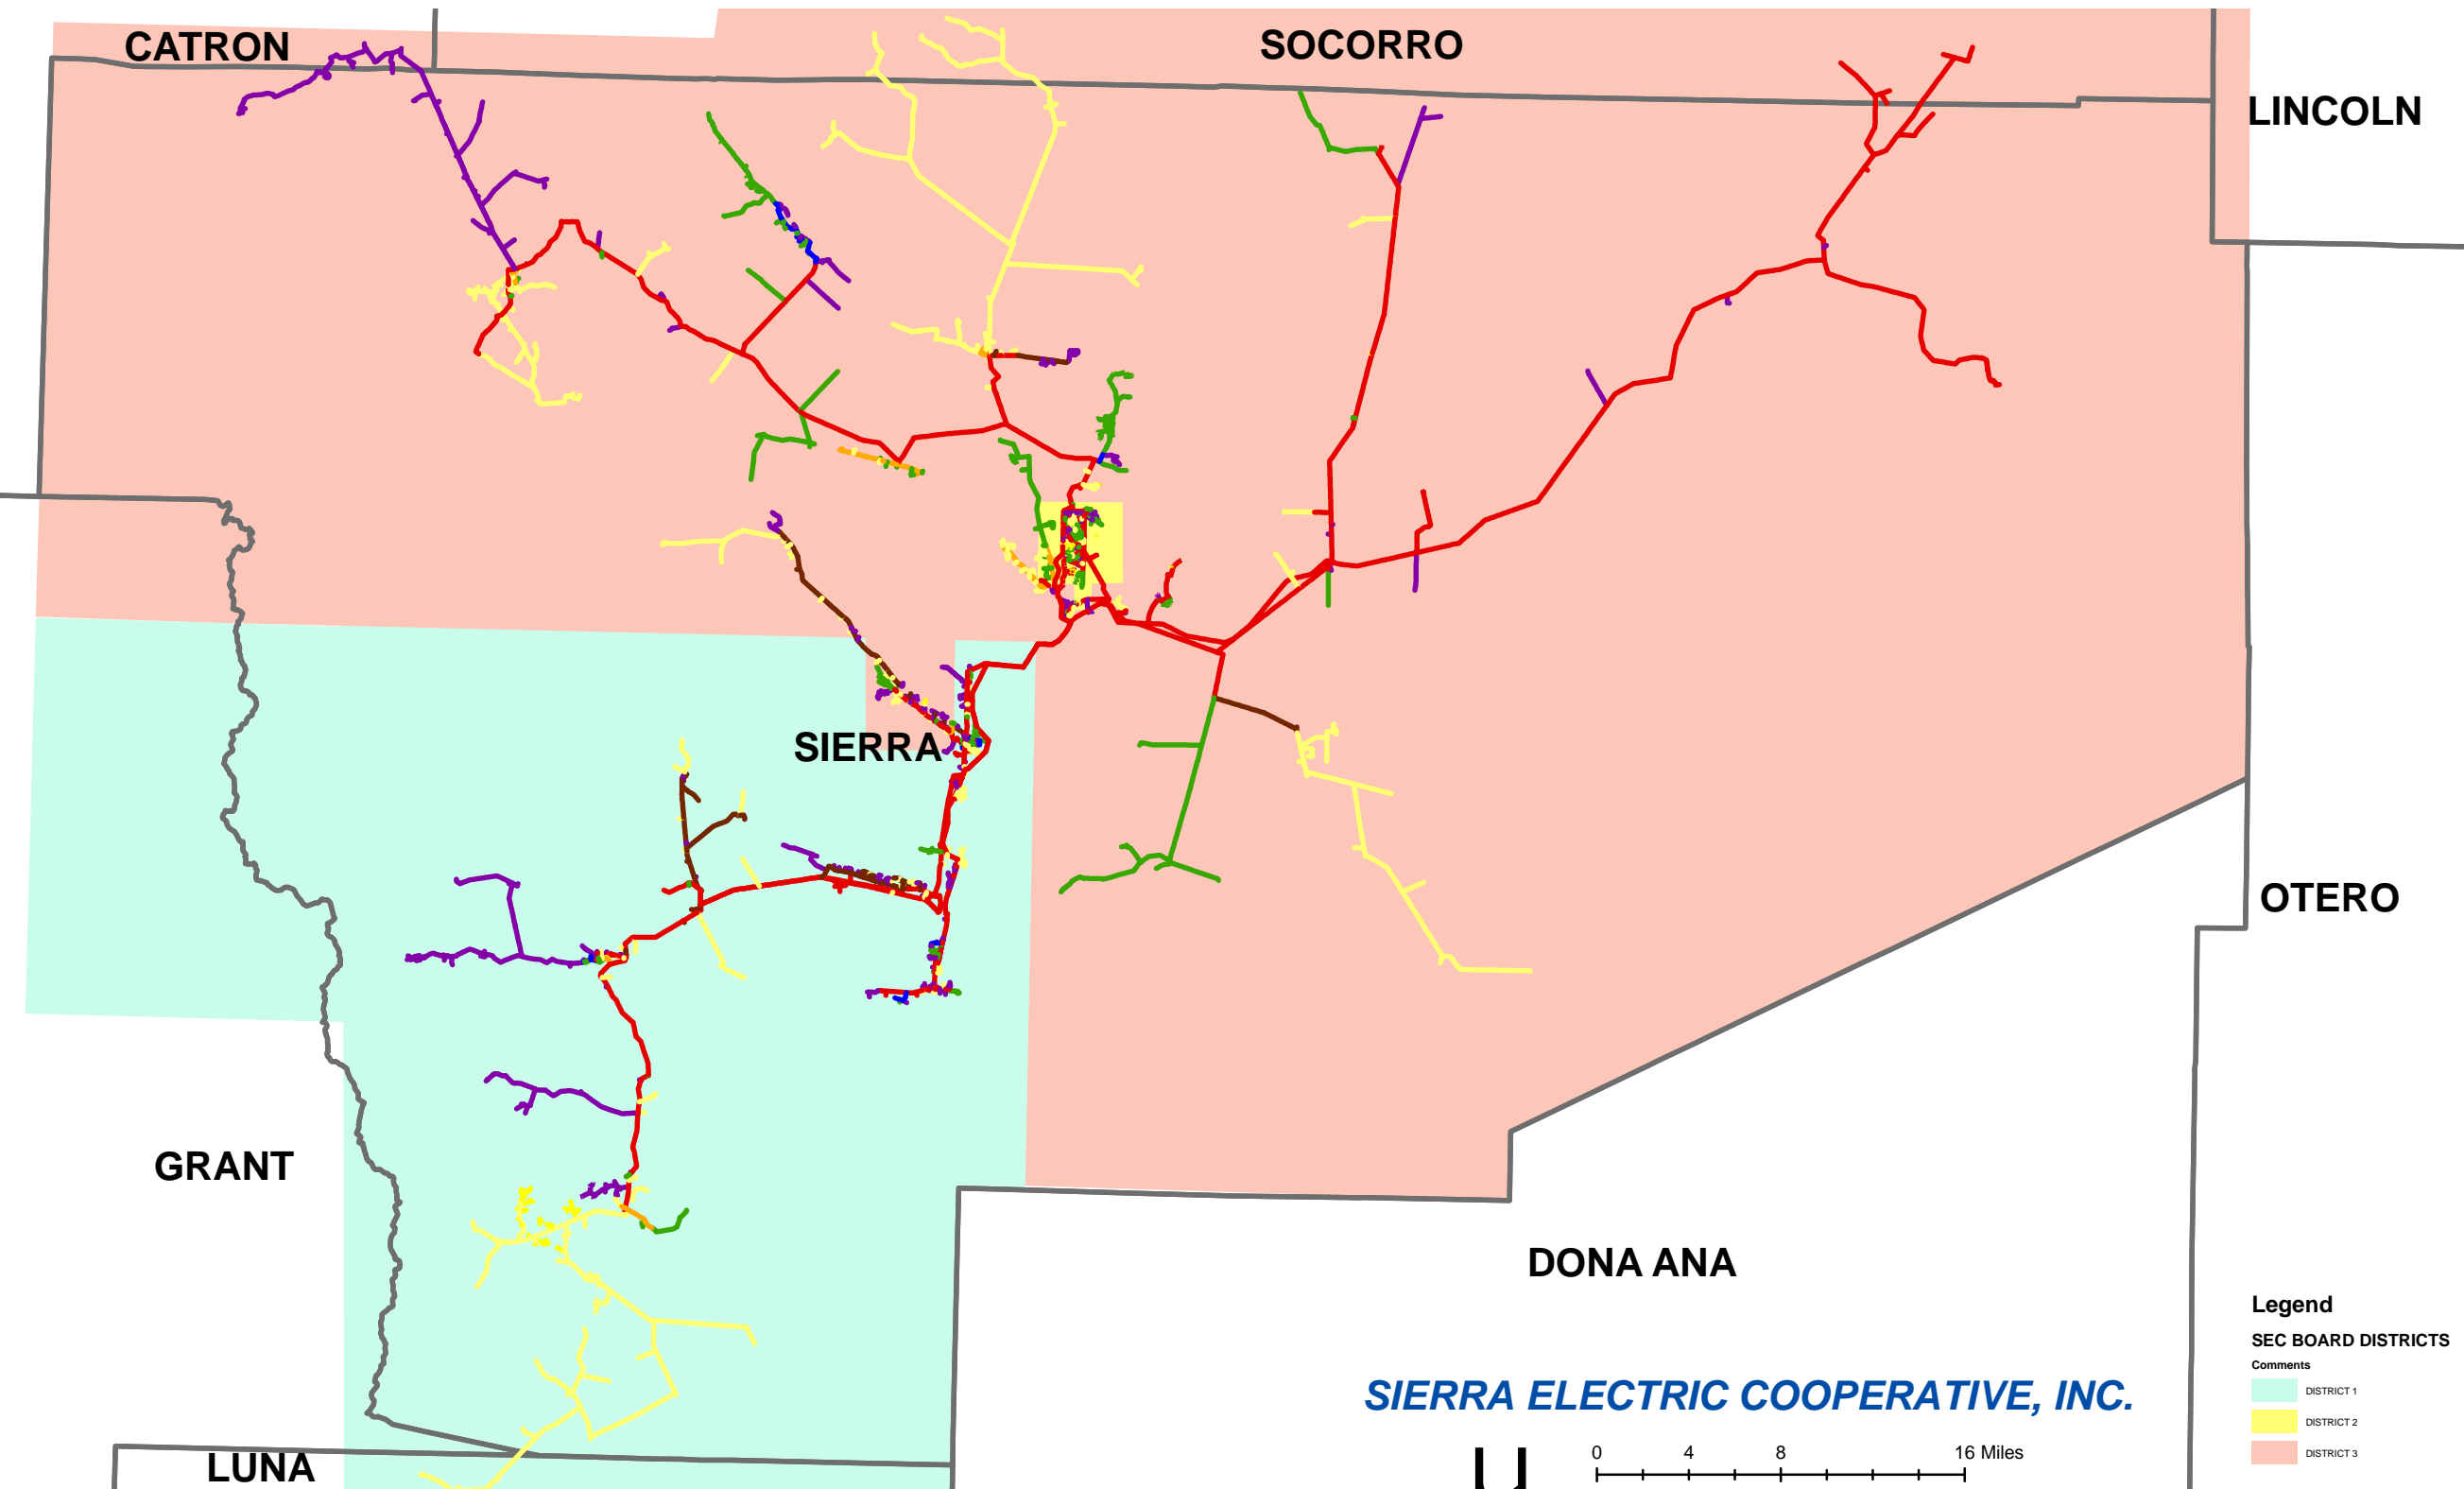 CATRON
SOCORRO
LINCOLN
SIERRA
OTERO
GRANT
DONA ANA
LUNA
SIERRA ELECTRIC COOPERATIVE, INC.
0 4 8 16 Miles
Legend
SEC BOARD DISTRICTS
Comments
DISTRICT 1
DISTRICT 2
DISTRICT 3